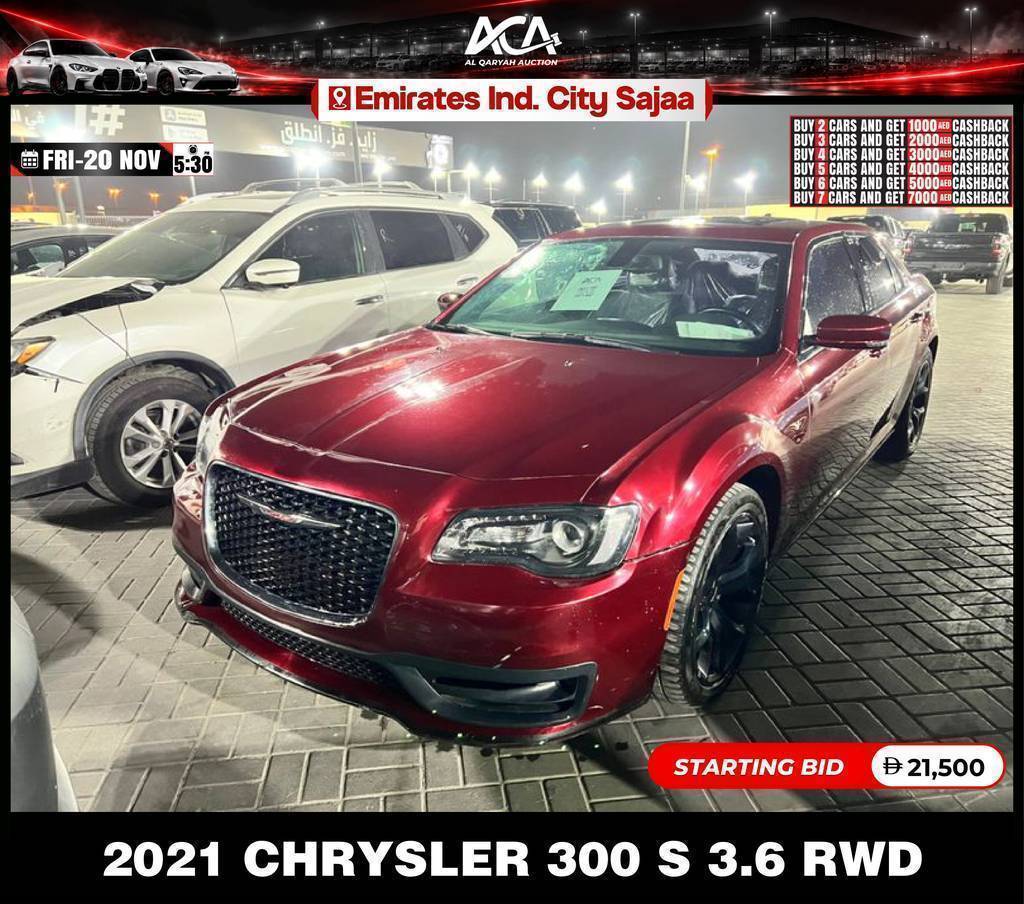 ACA
AL QARYAH AUCTION
Emirates Ind. City Sajaa
FRI-20 NOV 5:30
BUY 2 CARS AND GET 1000 AED CASHBACK
BUY 3 CARS AND GET 2000 AED CASHBACK
BUY 4 CARS AND GET 3000 AED CASHBACK
BUY 5 CARS AND GET 4000 AED CASHBACK
BUY 6 CARS AND GET 5000 AED CASHBACK
BUY 7 CARS AND GET 7000 AED CASHBACK
#
زايد، فز، انطلق
STARTING BID 21,500
2021 CHRYSLER 300 S 3.6 RWD